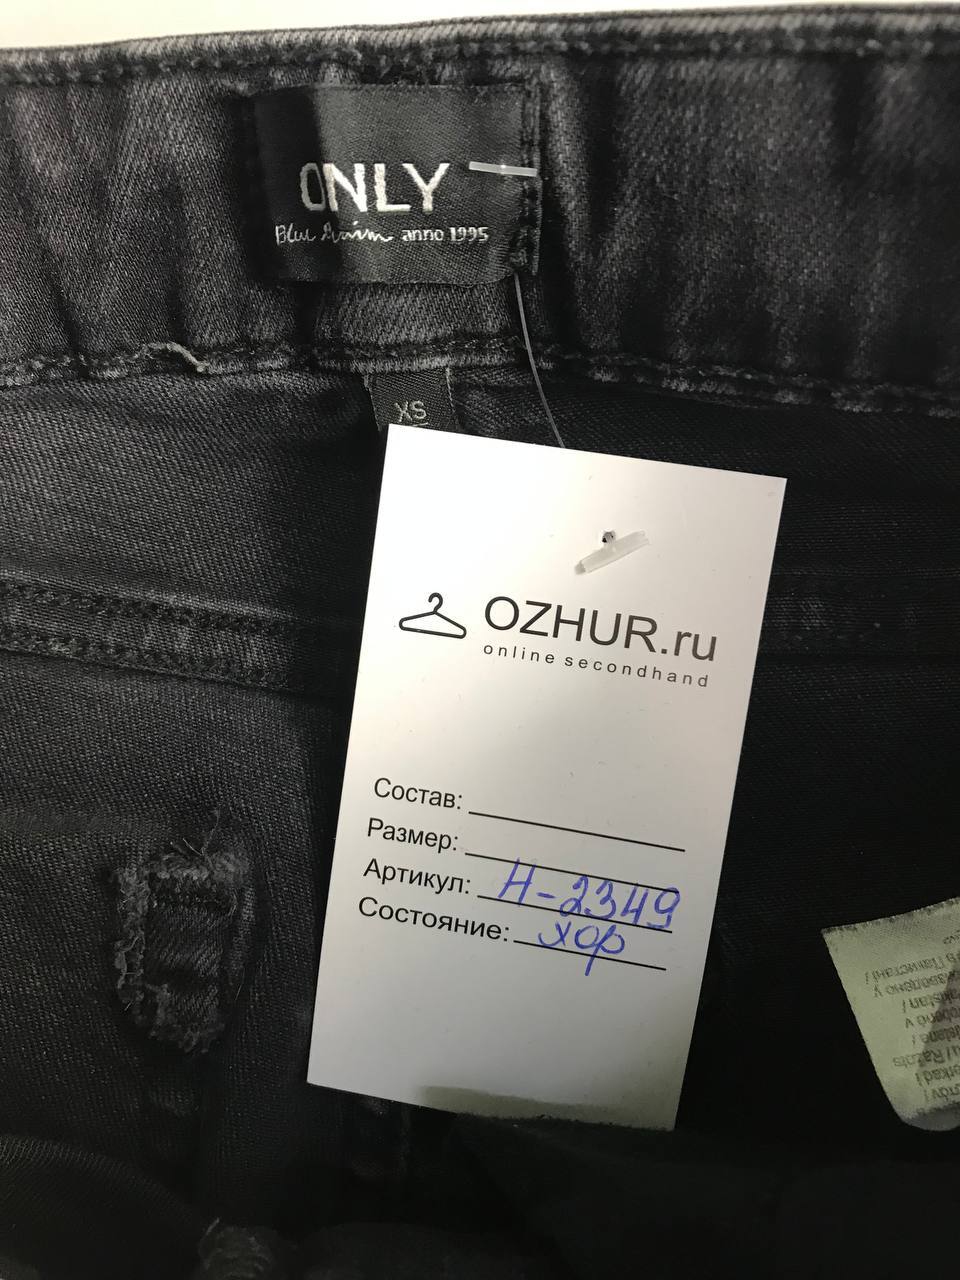 ONLY
Blue Denim anno 1995
XS
OZHUR.ru
online secondhand
Состав:
Размер:
Артикул: H-2349
Состояние: хор